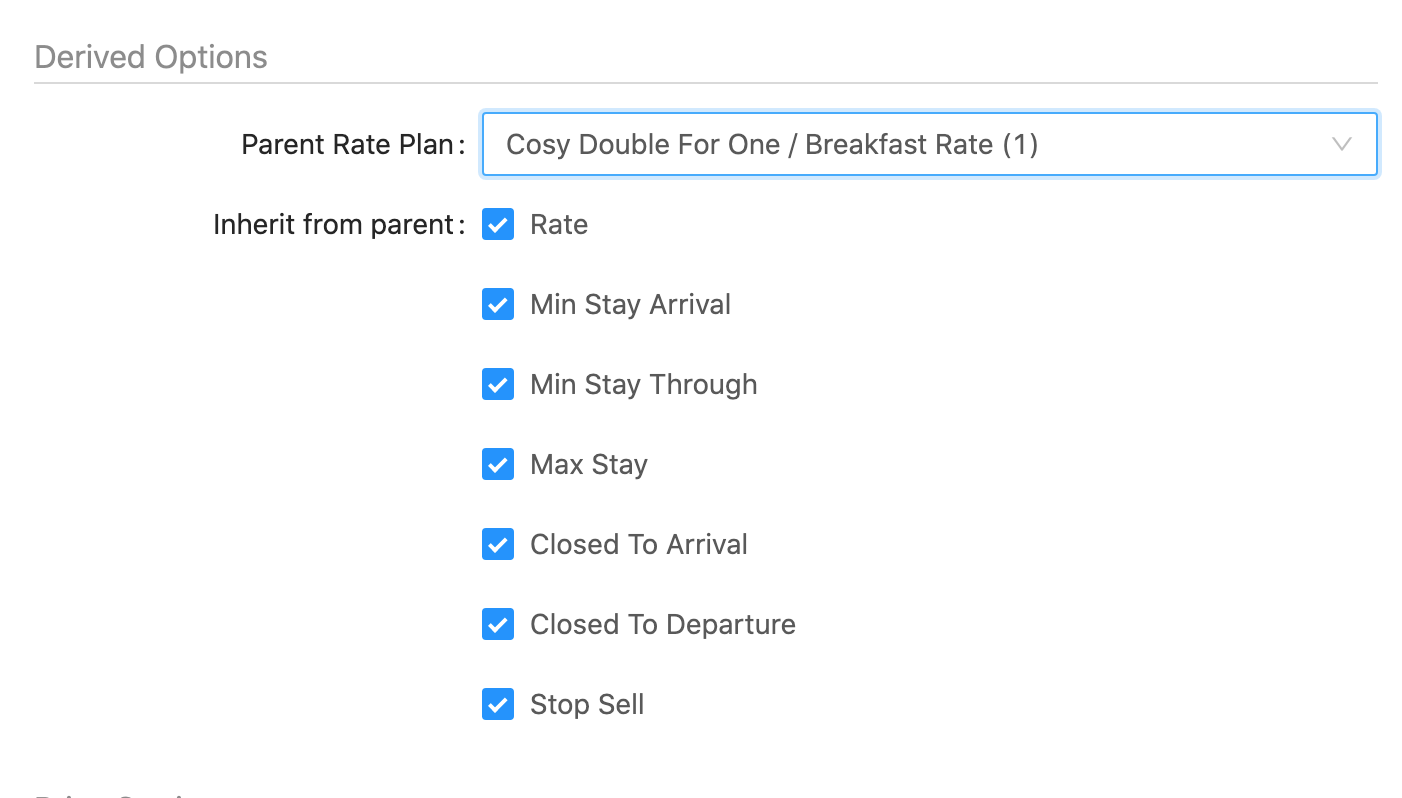 Derived Options
Parent Rate Plan: Cosy Double For One / Breakfast Rate (1)
Inherit from parent: Rate
Min Stay Arrival
Min Stay Through
Max Stay
Closed To Arrival
Closed To Departure
Stop Sell